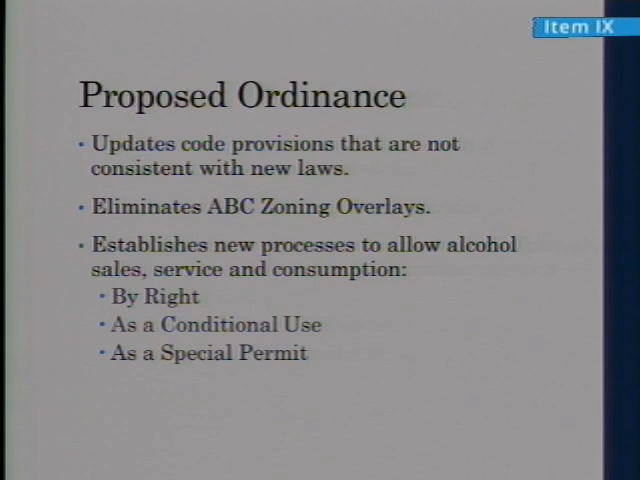 Item IX
Proposed Ordinance
• Updates code provisions that are not
consistent with new laws.
• Eliminates ABC Zoning Overlays.
• Establishes new processes to allow alcohol
sales, service and consumption:
• By Right
• As a Conditional Use
• As a Special Permit